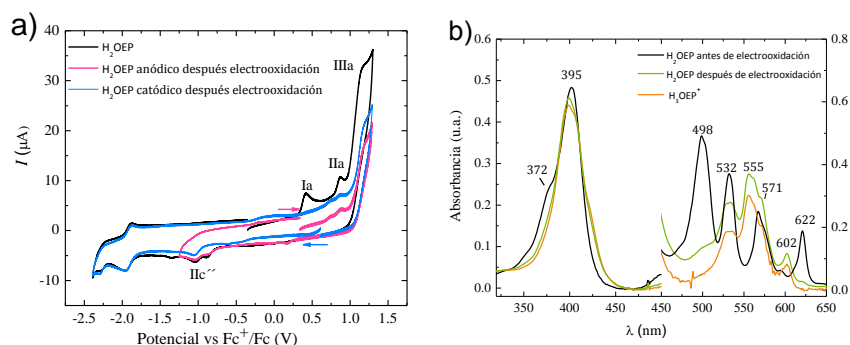 a)
H₂OEP
H₂OEP anódico después electrooxidación
H₂OEP catódico después electrooxidación
IIIa
IIa
Ia
IIc´´
40
30
20
10
0
-10
I (µA)
-2.5 -2.0 -1.5 -1.0 -0.5 0.0 0.5 1.0 1.5
Potencial vs Fc⁺/Fc (V)
b)
H₂OEP antes de electrooxidación
H₂OEP después de electrooxidación
H₃OEP⁺
395
372
498
532
555
571
602
622
0.6
0.5
0.4
0.3
0.2
0.1
0.0
Absorbancia (u.a.)
0.8
0.6
0.4
0.2
0.0
350 400 450 500 550 600 650
λ (nm)